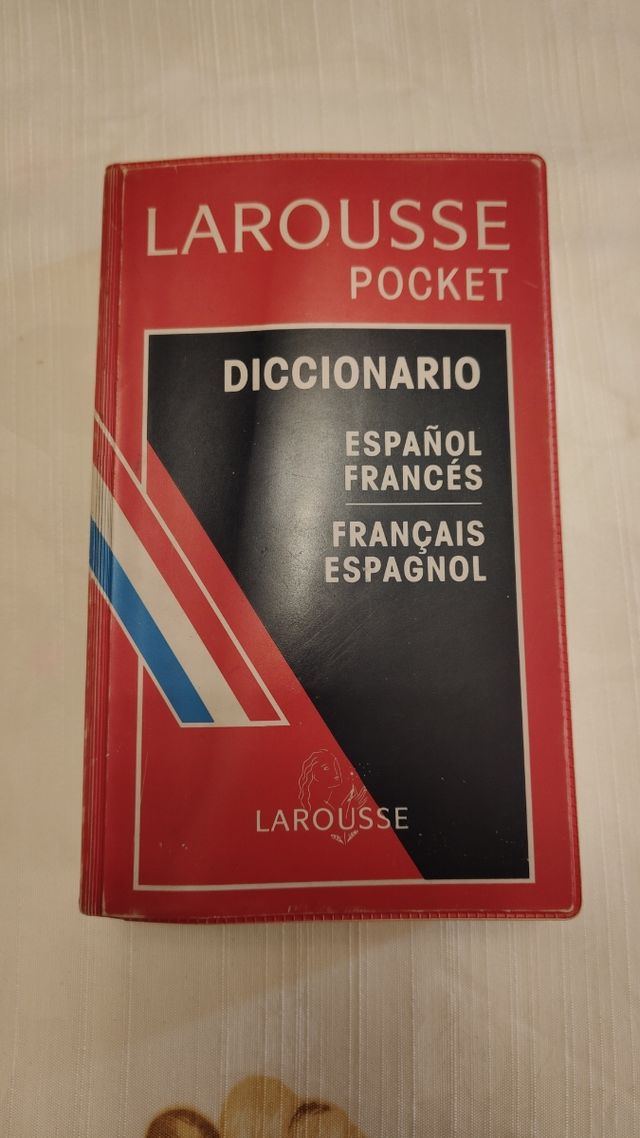 LAROUSSE
POCKET
DICCIONARIO
ESPAÑOL
FRANCÉS
FRANÇAIS
ESPAGNOL
LAROUSSE